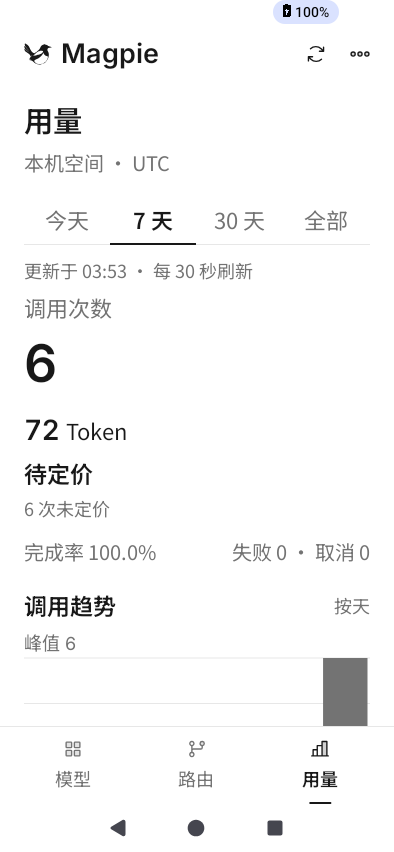 100%
Magpie
用量
本机空间 • UTC
今天 7 天 30 天 全部
更新于 03:53 • 每 30 秒刷新
调用次数
6
72 Token
待定价
6 次未定价
完成率 100.0% 失败 0 • 取消 0
调用趋势 按天
峰值 6
模型 路由 用量